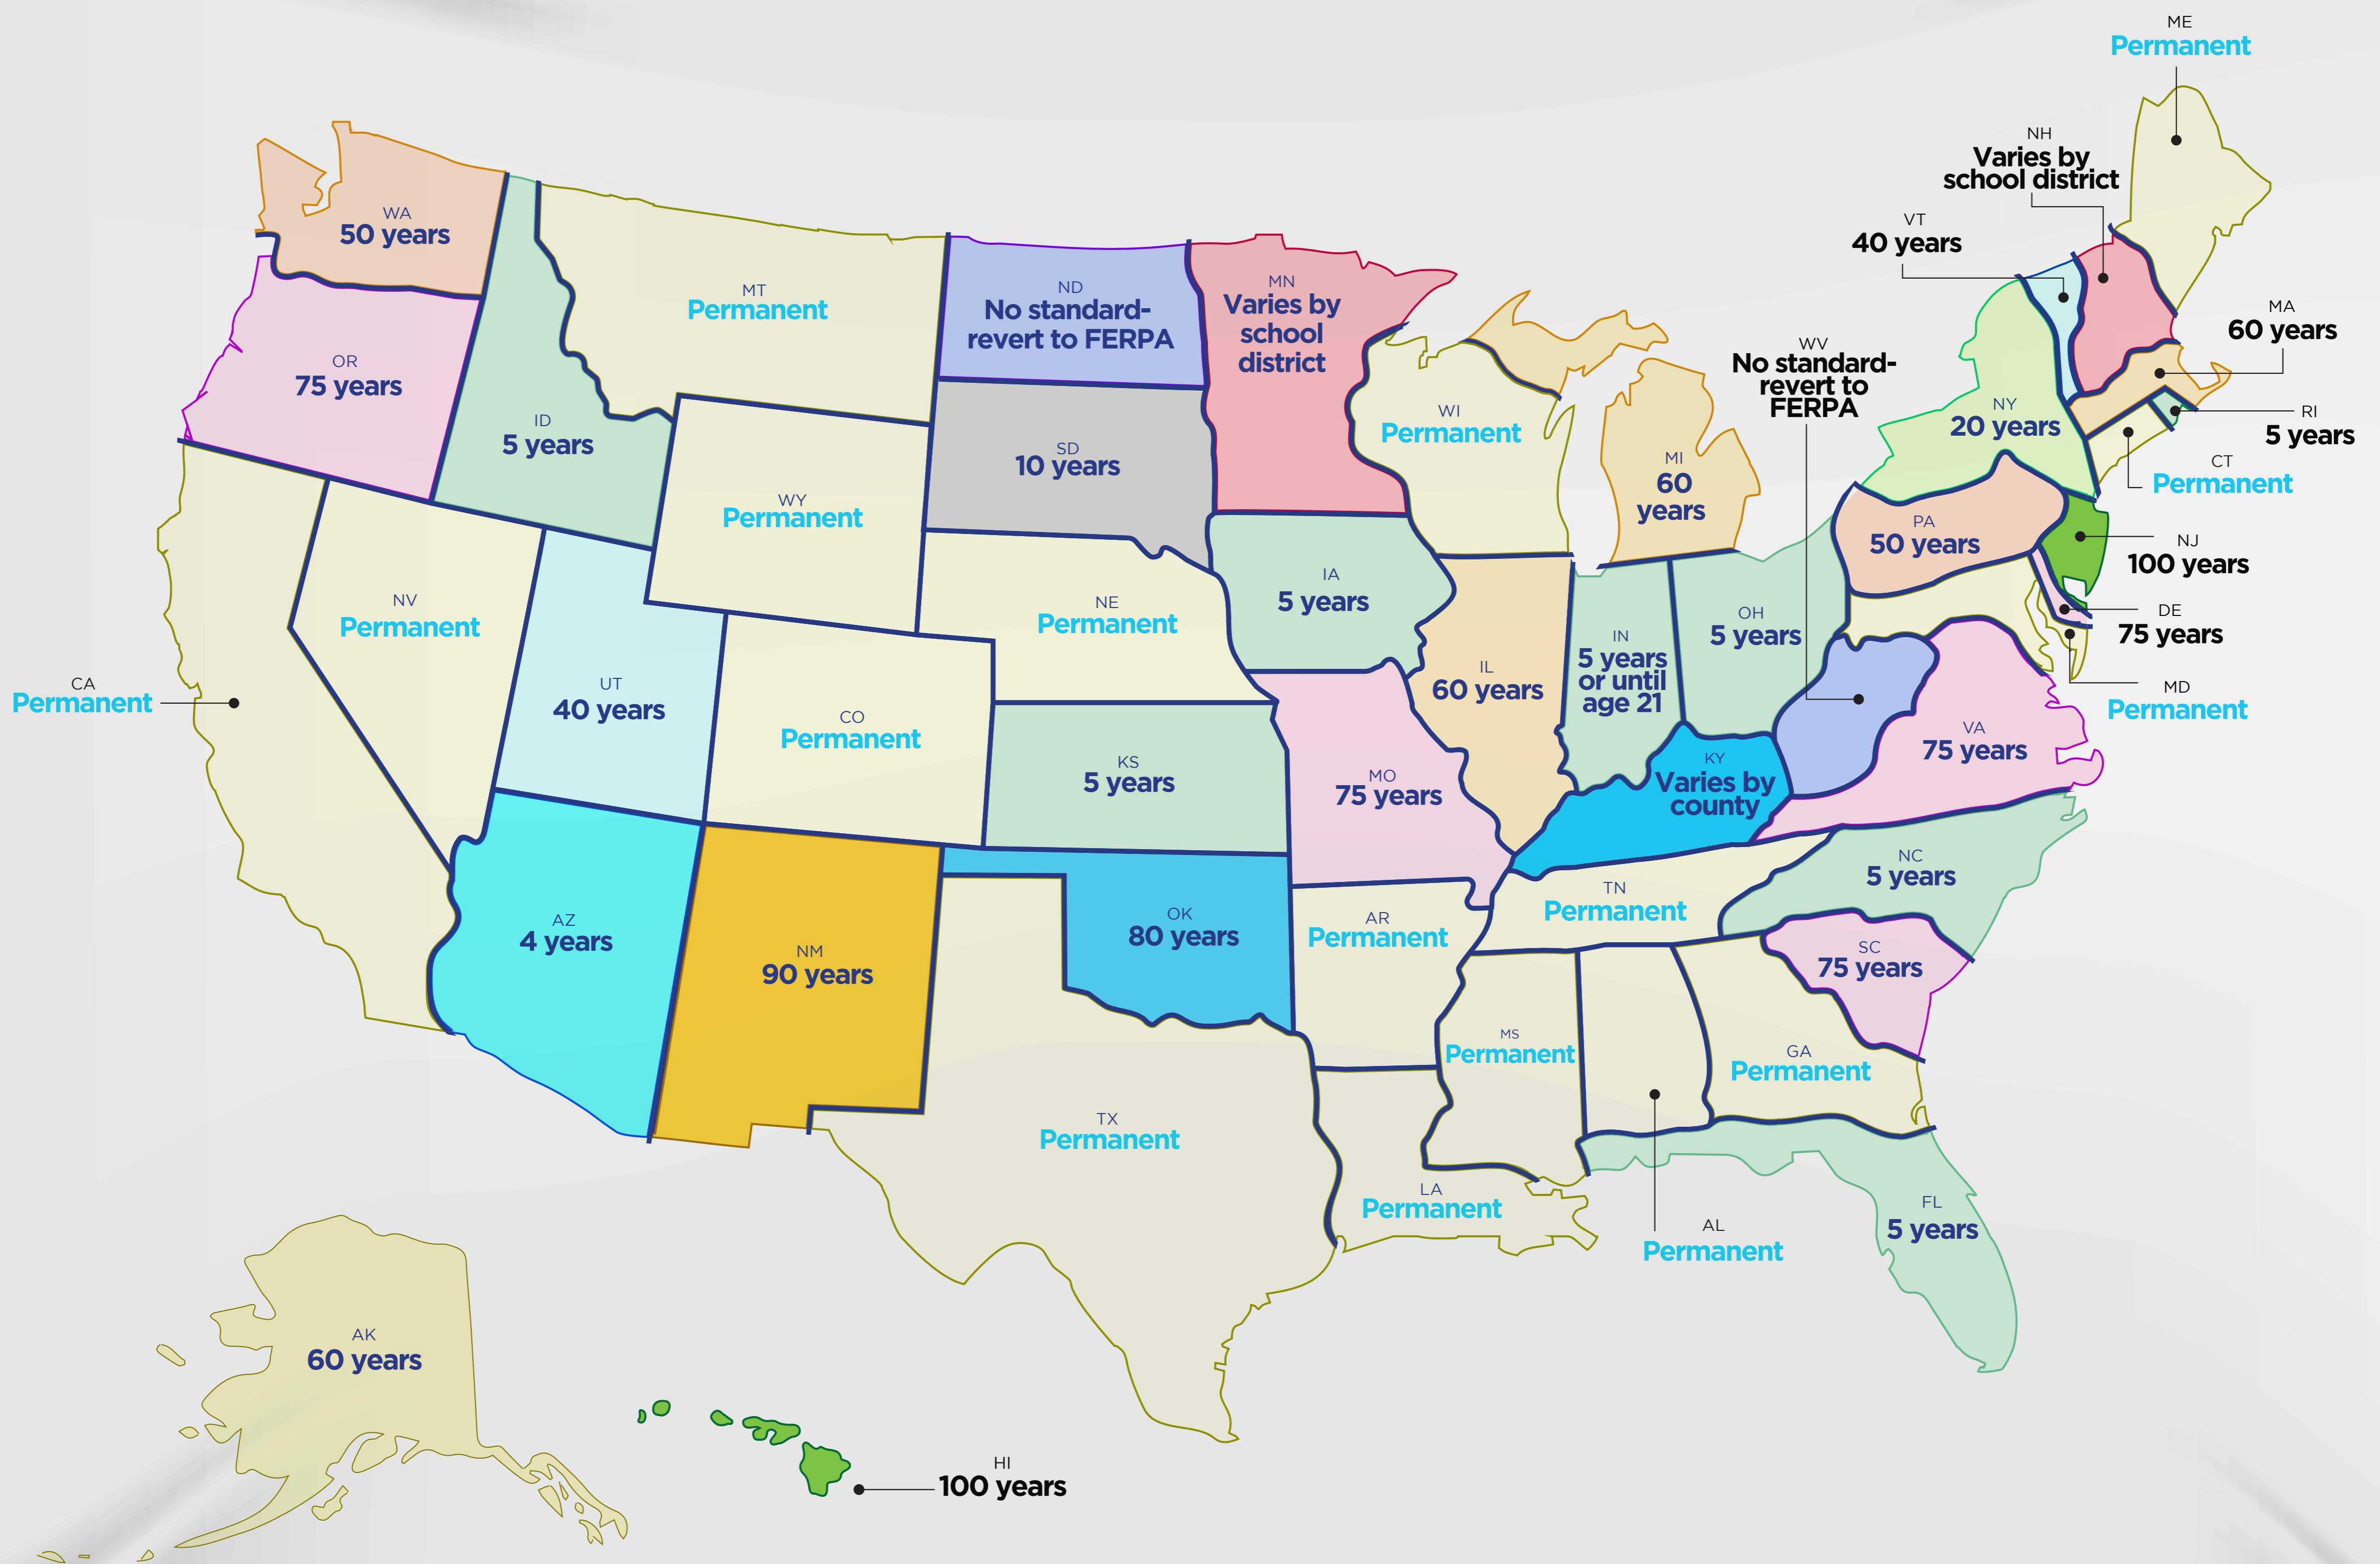 ME
Permanent
NH
Varies by
school district
VT
40 years
MA
60 years
WV
No standard-
revert to
FERPA
RI
5 years
CT
Permanent
NJ
100 years
DE
75 years
MD
Permanent
WA
50 years
OR
75 years
ID
5 years
MT
Permanent
ND
No standard-
revert to FERPA
MN
Varies by
school
district
WI
Permanent
MI
60
years
NY
20 years
PA
50 years
SD
10 years
WY
Permanent
NE
Permanent
IA
5 years
NV
Permanent
CA
Permanent
UT
40 years
CO
Permanent
KS
5 years
MO
75 years
IL
60 years
IN
5 years
or until
age 21
OH
5 years
KY
Varies by
county
VA
75 years
NC
5 years
TN
Permanent
SC
75 years
AZ
4 years
NM
90 years
OK
80 years
AR
Permanent
MS
Permanent
GA
Permanent
TX
Permanent
LA
Permanent
AL
Permanent
FL
5 years
AK
60 years
HI
100 years